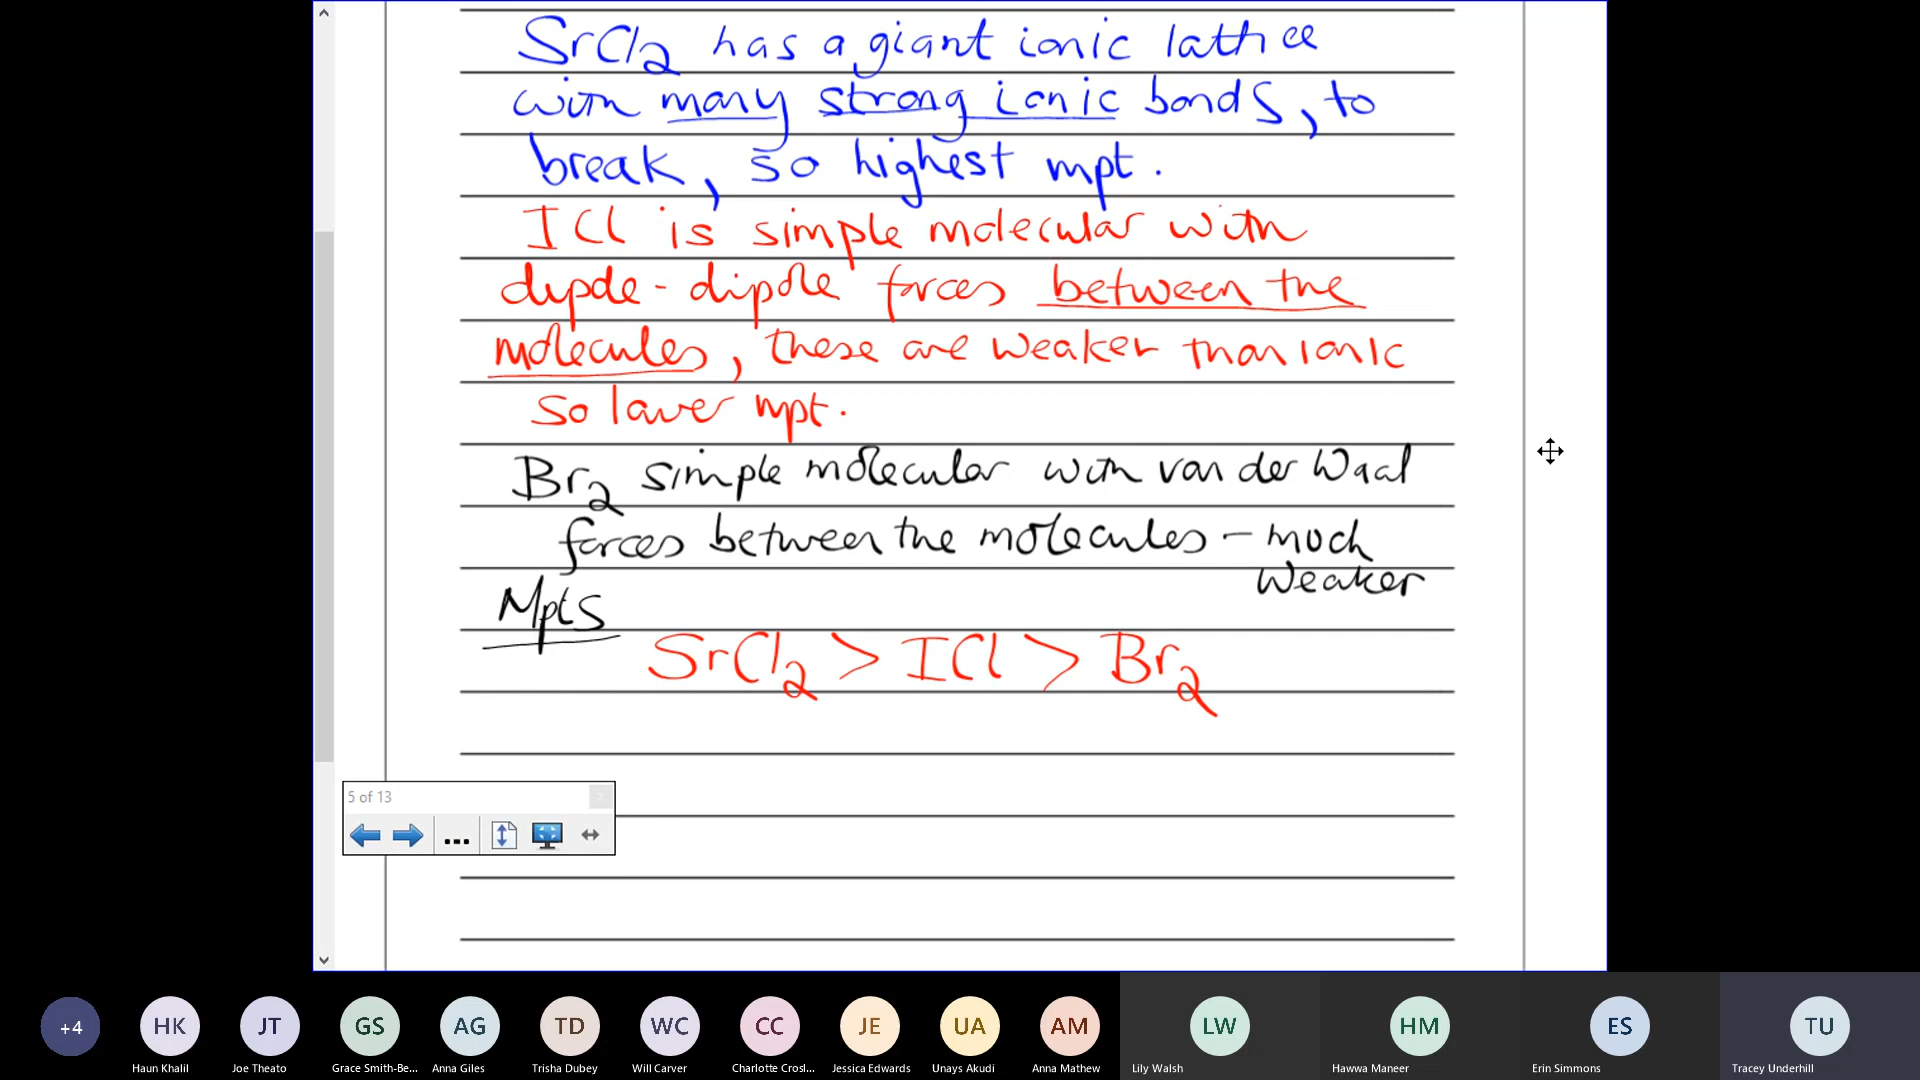 SrCl2 has a giant ionic lattice
with many strong ionic bonds, to
break, so highest mpt.
ICl is simple molecular with
dipole-dipole forces between the
molecules, these are weaker than ionic
so lower mpt.
Br2 simple molecular with van der Waal
forces between the molecules – much
weaker
Mpts
SrCl2 > ICl > Br2
5 of 13
...
+4
HK
JT
GS
AG
TD
WC
CC
JE
UA
AM
LW
HM
ES
TU
Haun Khalil
Joe Theato
Grace Smith-Be...
Anna Giles
Trisha Dubey
Will Carver
Charlotte Crosl...
Jessica Edwards
Unays Akudi
Anna Mathew
Lily Walsh
Hawwa Maneer
Erin Simmons
Tracey Underhill